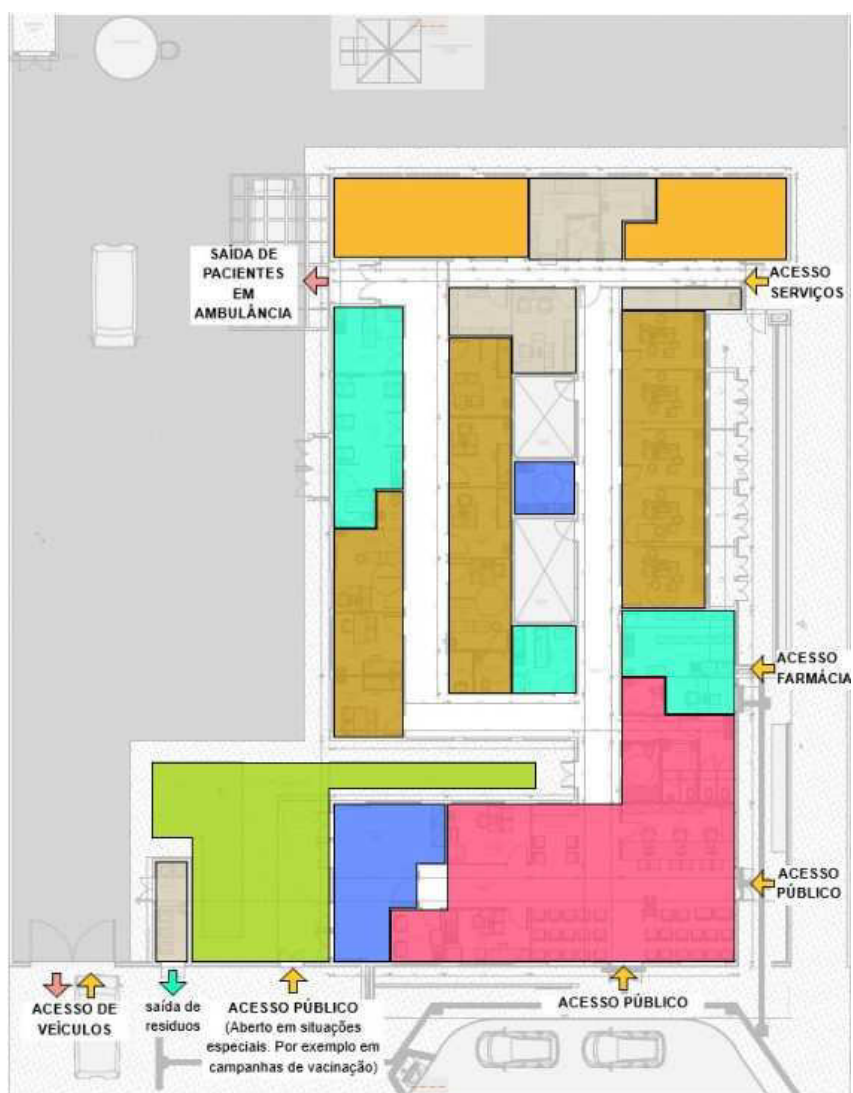 SAÍDA DE
PACIENTES
EM
AMBULÂNCIA
ACESSO
SERVIÇOS
ACESSO
FARMÁCIA
ACESSO
PÚBLICO
ACESSO DE
VEÌCULOS
saída de
resíduos
ACESSO PÚBLICO
(Aberto em situações
especiais. Por exemplo em
campanhas de vacinação)
ACESSO PÚBLICO